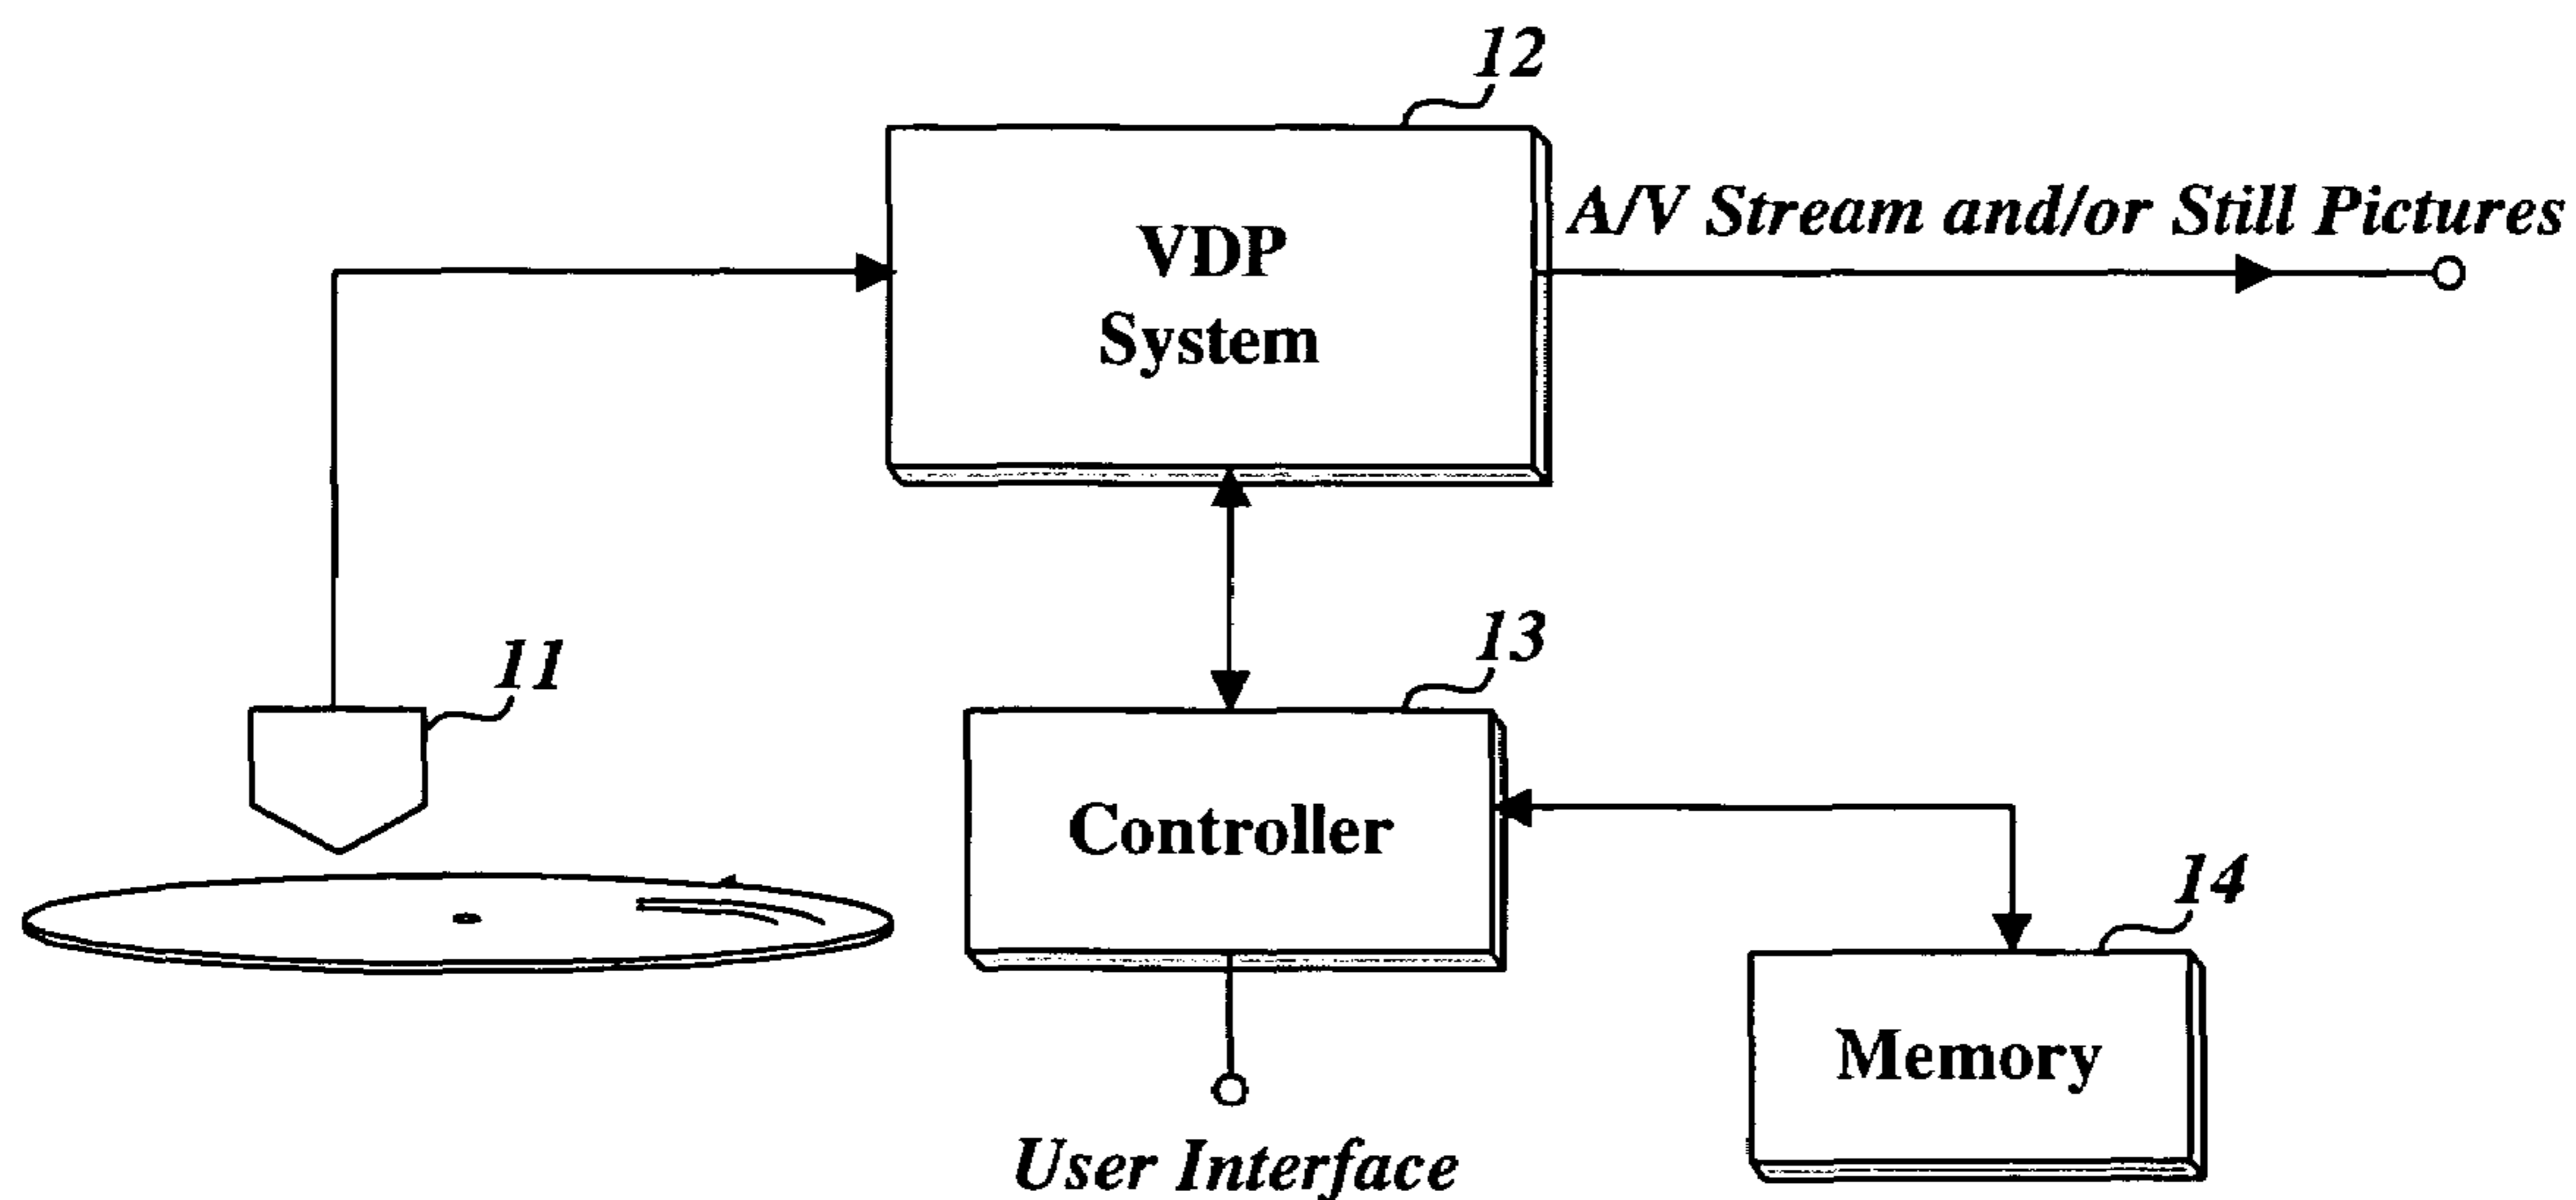 12
A/V Stream and/or Still Pictures
VDP
System
11
13
Controller
14
Memory
User Interface